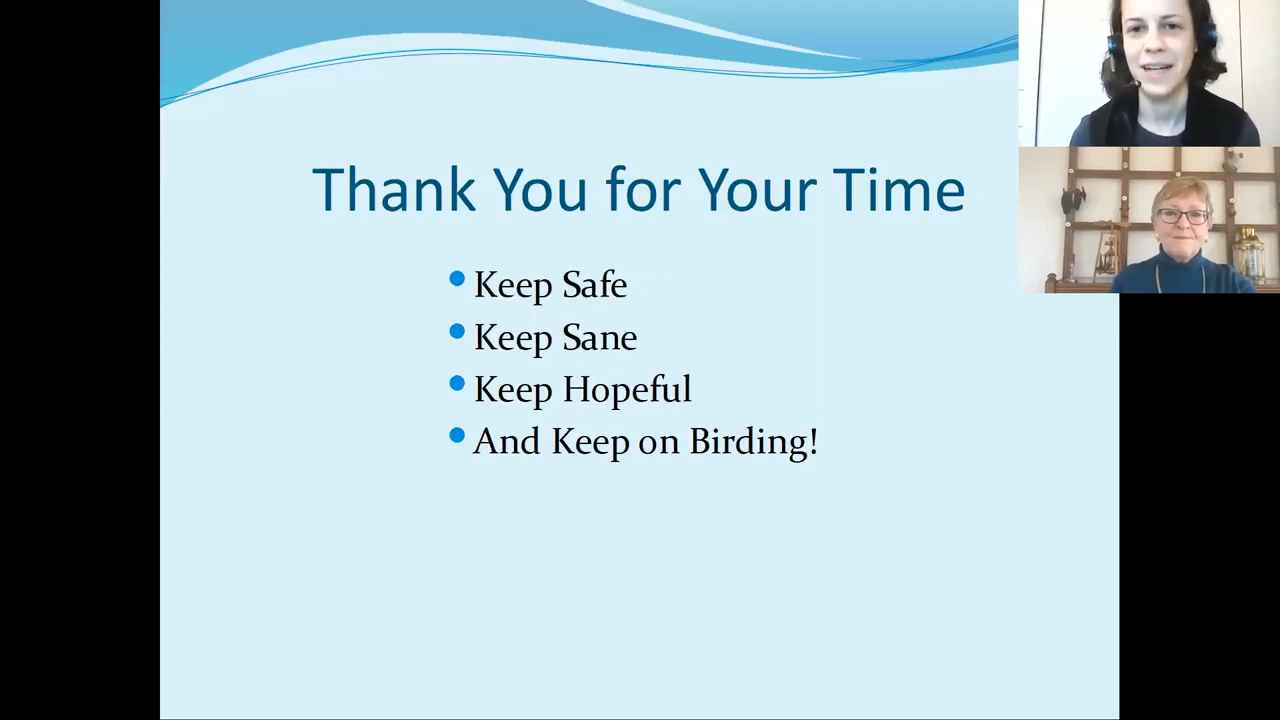 Thank You for Your Time
Keep Safe
Keep Sane
Keep Hopeful
And Keep on Birding!